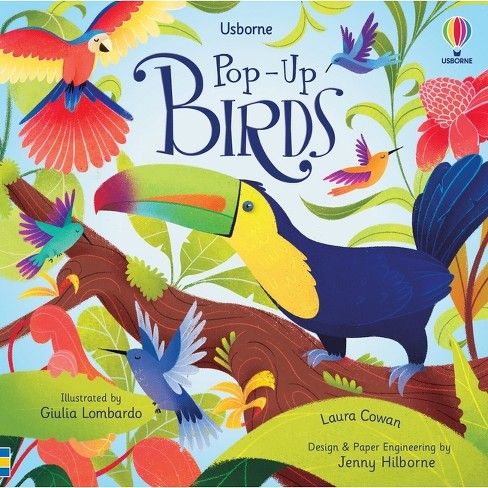 Usborne
USBORNE
Pop-Up
BIRDS
Illustrated by
Giulia Lombardo
Laura Cowan
Design & Paper Engineering by
Jenny Hilborne